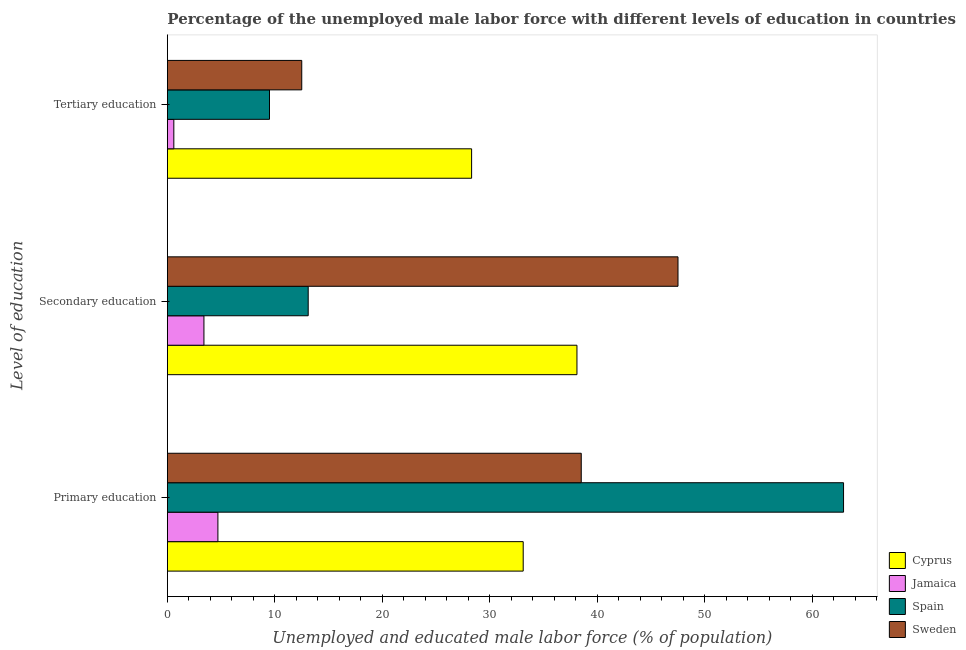 Percentage of the unemployed male labor force with different levels of education in countries
Level of education
Tertiary education
Secondary education
Primary education
0 10 20 30 40 50 60
Unemployed and educated male labor force (% of population)
Cyprus
Jamaica
Spain
Sweden